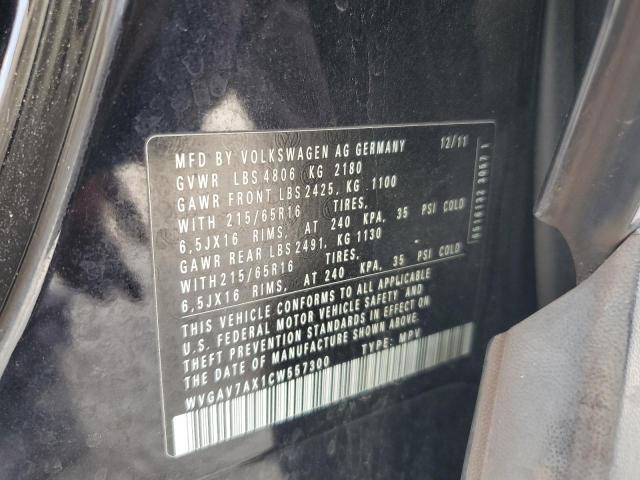 MFD BY VOLKSWAGEN AG GERMANY 12/11
GVWR LBS 4806 KG 2180
GAWR FRONT LBS 2425, KG 1100
WITH 215/65R16 TIRES,
6,5JX16 RIMS, AT 240 KPA, 35 PSI COLD
GAWR REAR LBS 2491, KG 1130
WITH 215/65R16 TIRES,
6,5JX16 RIMS, AT 240 KPA, 35 PSI COLD
THIS VEHICLE CONFORMS TO ALL APPLICABLE
U.S. FEDERAL MOTOR VEHICLE SAFETY AND
THEFT PREVENTION STANDARDS IN EFFECT ON
THE DATE OF MANUFACTURE SHOWN ABOVE.
WVGAV7AX1CW557300 TYPE: MPV